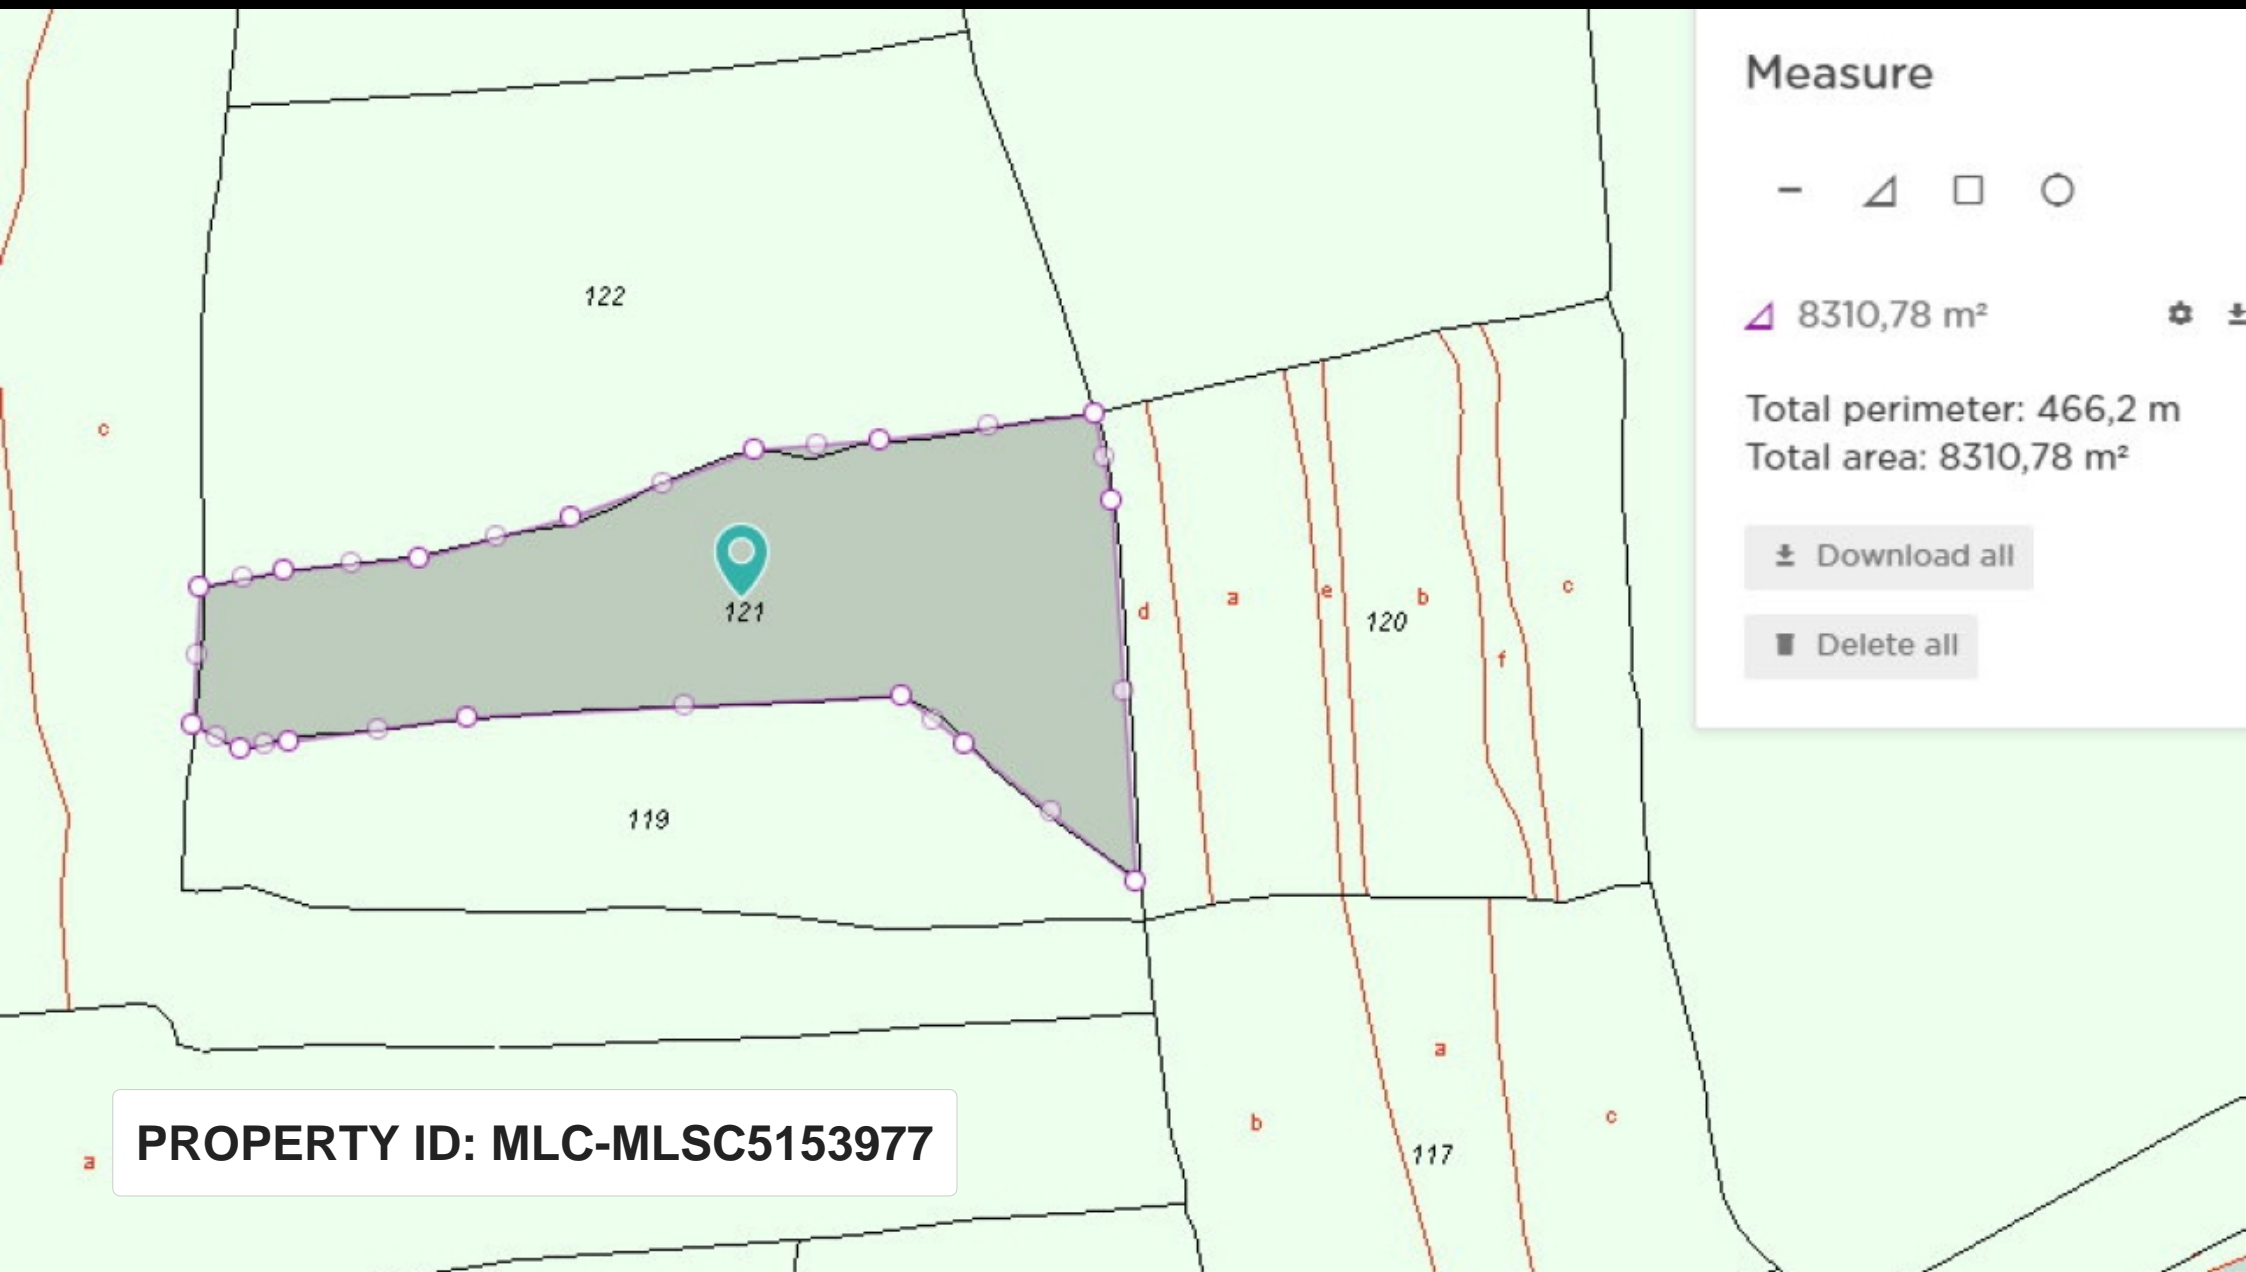 Measure
8310,78 m²
Total perimeter: 466,2 m
Total area: 8310,78 m²
Download all
Delete all
122
c
121
d
a
e
b
120
f
c
119
a
b
117
c
a
PROPERTY ID: MLC-MLSC5153977